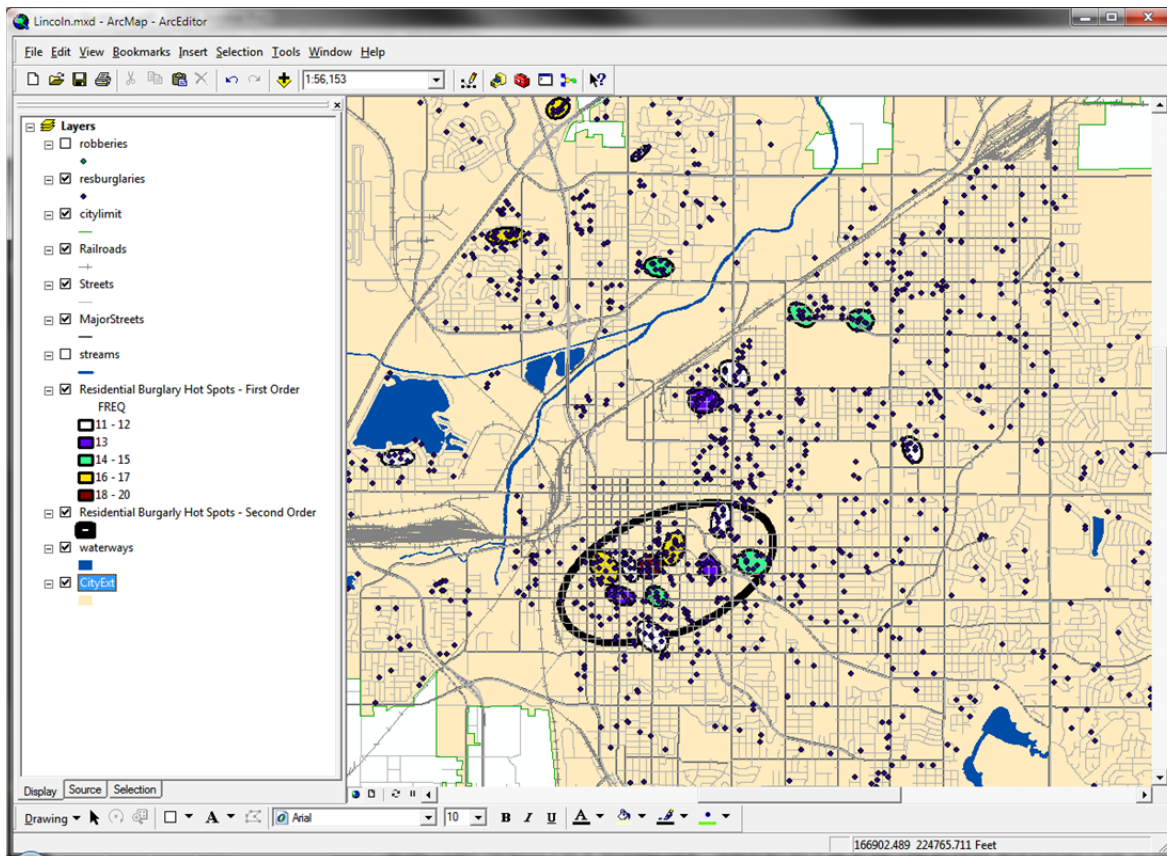 Lincoln.mxd - ArcMap - ArcEditor
File Edit View Bookmarks Insert Selection Tools Window Help
1:56,153
Layers
robberies
resburglaries
citylimit
Railroads
Streets
MajorStreets
streams
Residential Burglary Hot Spots - First Order
FREQ
11 - 12
13
14 - 15
16 - 17
18 - 20
Residential Burgarly Hot Spots - Second Order
waterways
CityExt
Display Source Selection
Drawing A Arial 10 B I U A
166902.489 224765.711 Feet